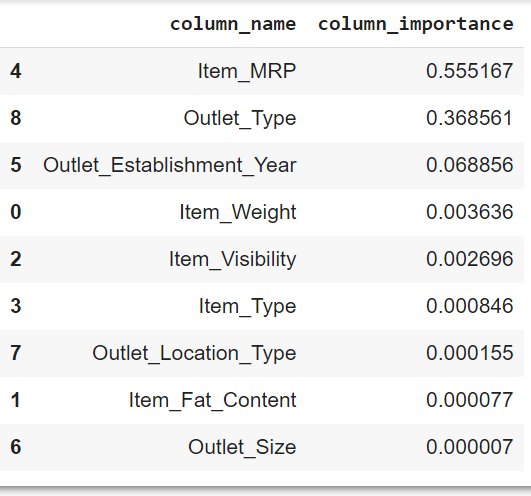 column_name column_importance
4 Item_MRP 0.555167
8 Outlet_Type 0.368561
5 Outlet_Establishment_Year 0.068856
0 Item_Weight 0.003636
2 Item_Visibility 0.002696
3 Item_Type 0.000846
7 Outlet_Location_Type 0.000155
1 Item_Fat_Content 0.000077
6 Outlet_Size 0.000007